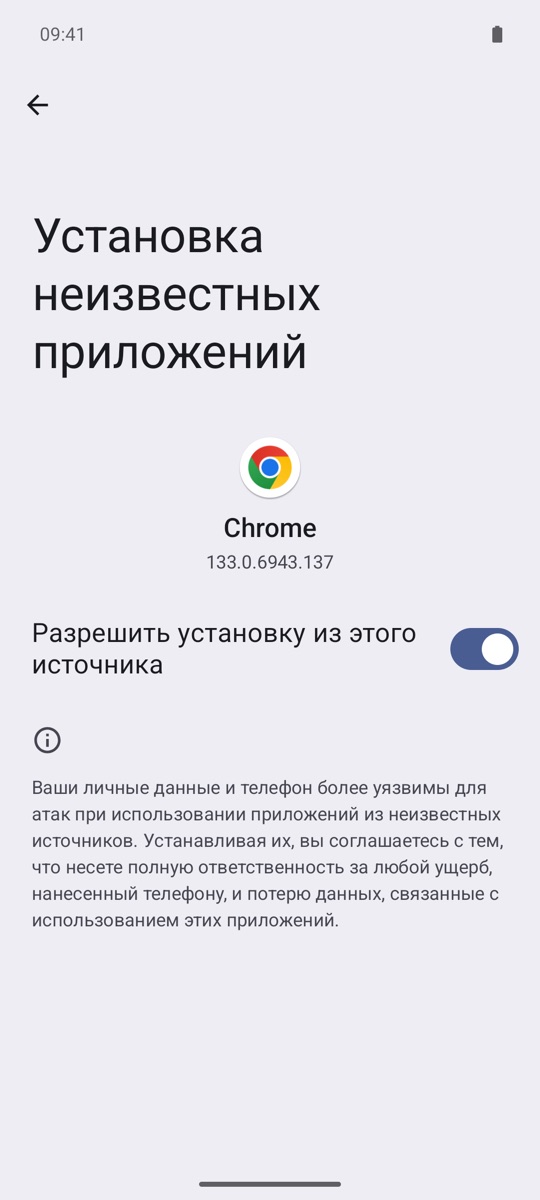 09:41
Установка
неизвестных
приложений
Chrome
133.0.6943.137
Разрешить установку из этого
источника
Ваши личные данные и телефон более уязвимы для
атак при использовании приложений из неизвестных
источников. Устанавливая их, вы соглашаетесь с тем,
что несете полную ответственность за любой ущерб,
нанесенный телефону, и потерю данных, связанные с
использованием этих приложений.